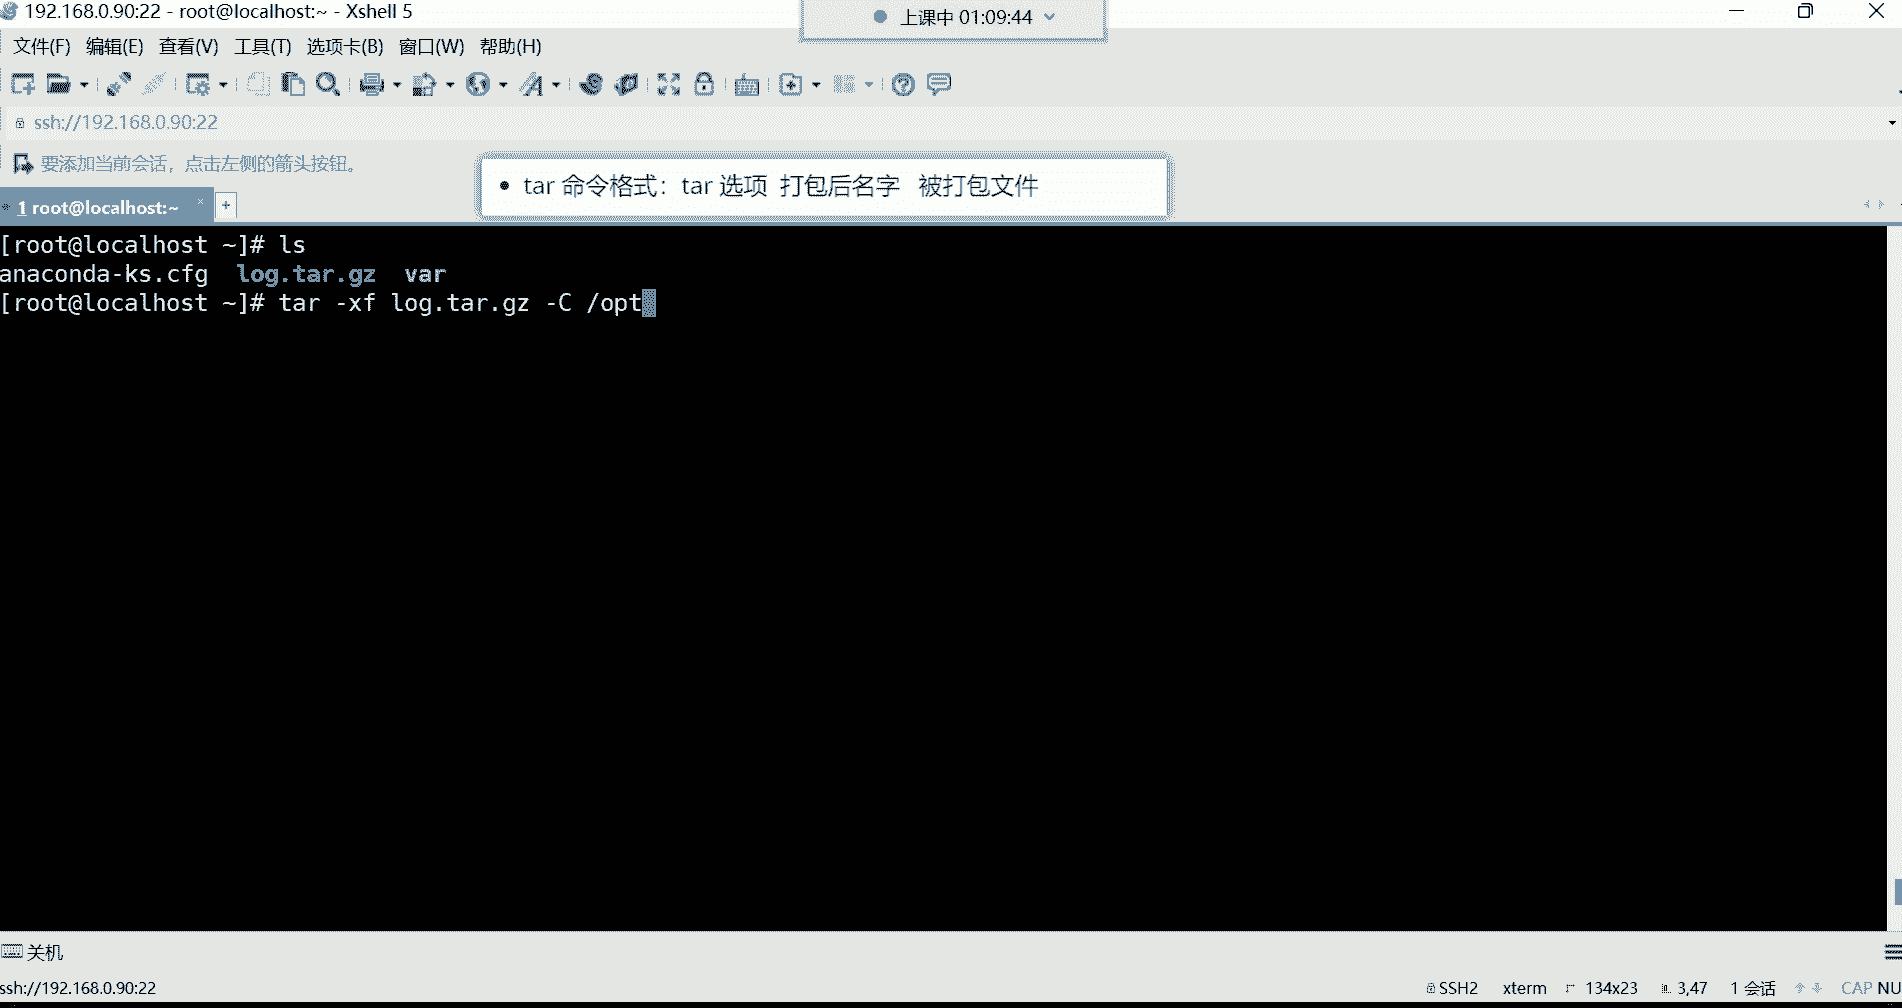 192.168.0.90:22 - root@localhost:~ - Xshell 5
上课中 01:09:44
文件(F) 编辑(E) 查看(V) 工具(T) 选项卡(B) 窗口(W) 帮助(H)
ssh://192.168.0.90:22
要添加当前会话，点击左侧的箭头按钮。
• tar 命令格式：tar 选项 打包后名字 被打包文件
1 root@localhost:~
[root@localhost ~]# ls
anaconda-ks.cfg log.tar.gz var
[root@localhost ~]# tar -xf log.tar.gz -C /opt
关机
ssh://192.168.0.90:22 SSH2 xterm 134x23 3,47 1 会话 CAP NU